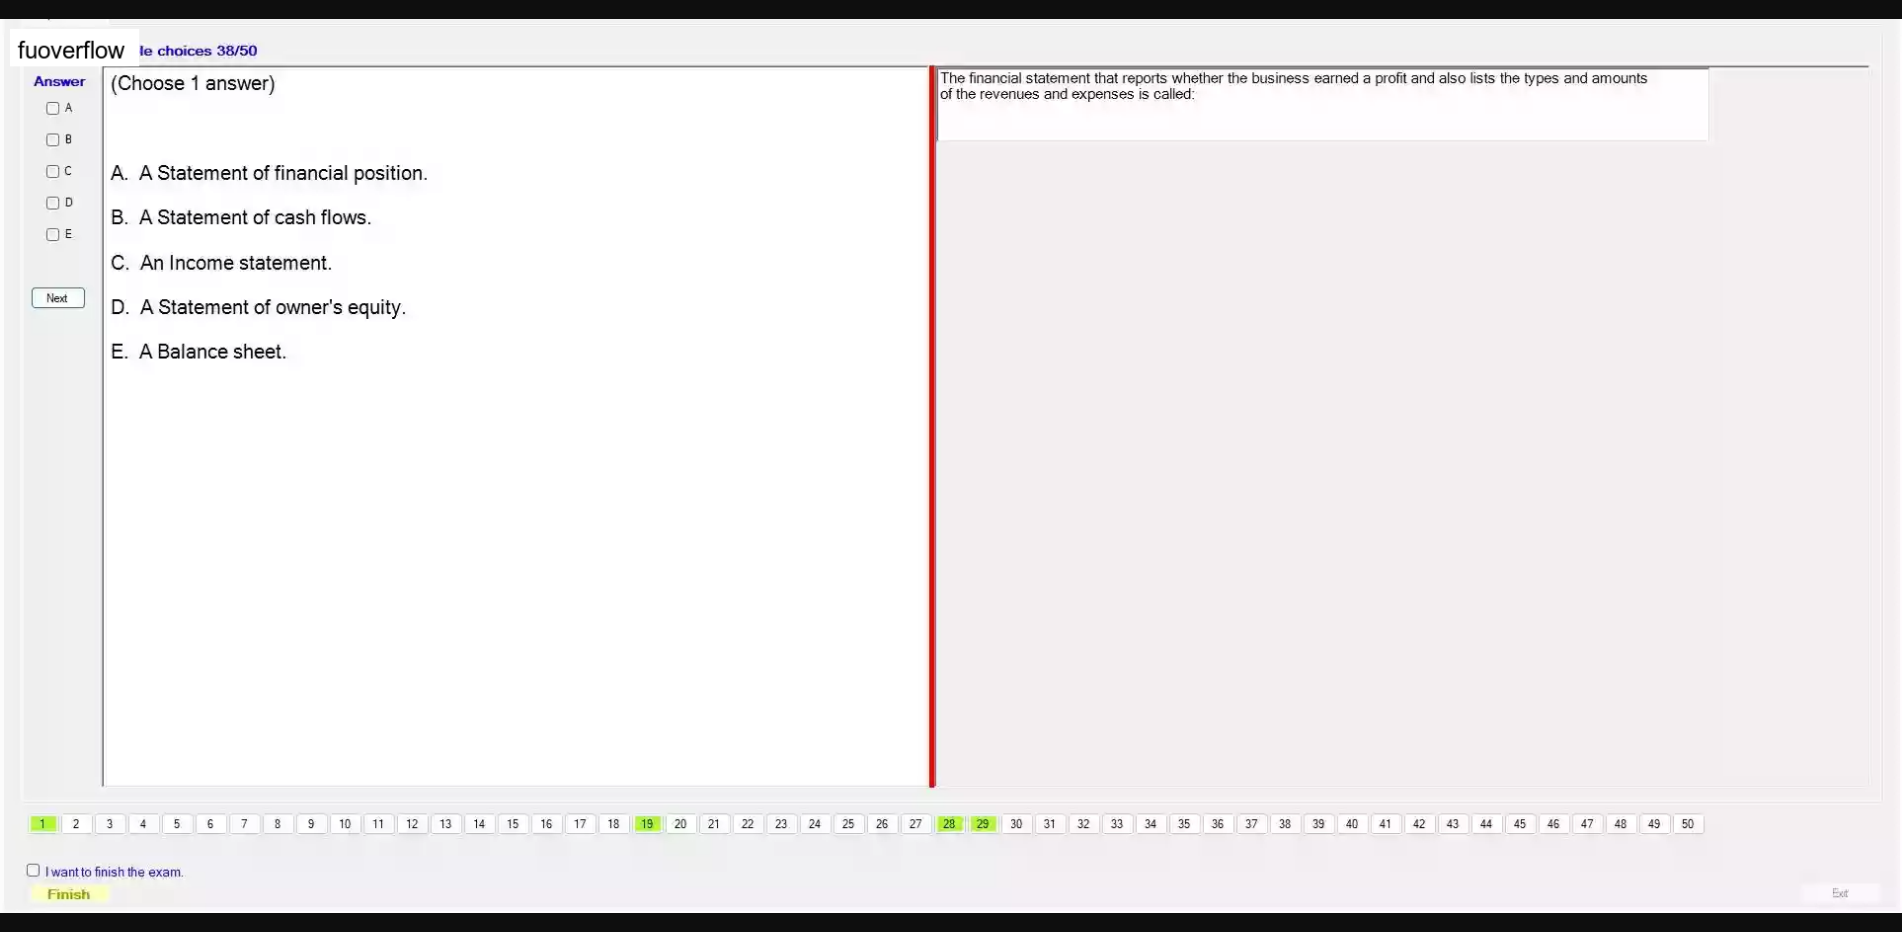 fuoverflow
le choices 38/50
Answer
(Choose 1 answer)
The financial statement that reports whether the business earned a profit and also lists the types and amounts
of the revenues and expenses is called:
A
B
C
D
E
Next
A. A Statement of financial position.
B. A Statement of cash flows.
C. An Income statement.
D. A Statement of owner's equity.
E. A Balance sheet.
1 2 3 4 5 6 7 8 9 10 11 12 13 14 15 16 17 18 19 20 21 22 23 24 25 26 27 28 29 30 31 32 33 34 35 36 37 38 39 40 41 42 43 44 45 46 47 48 49 50
I want to finish the exam.
Finish
Exit